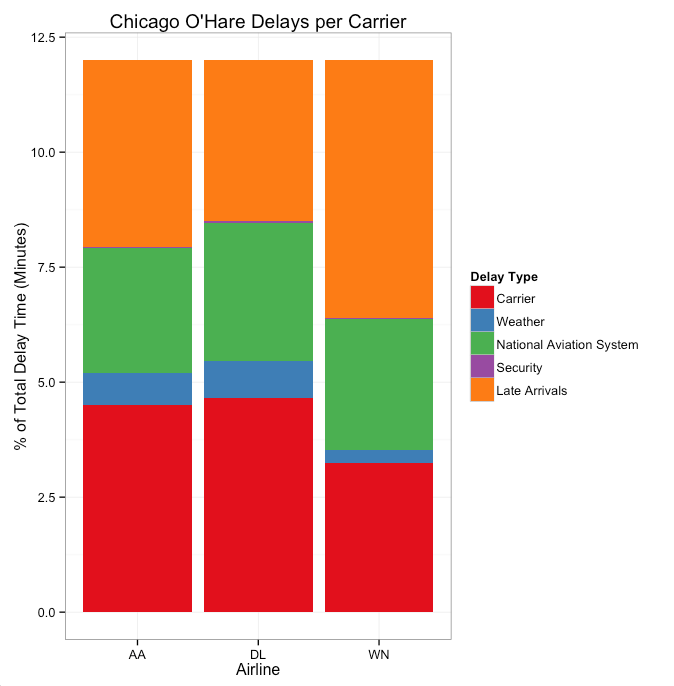 Chicago O'Hare Delays per Carrier
% of Total Delay Time (Minutes)
12.5
10.0
7.5
5.0
2.5
0.0
AA DL WN
Airline
Delay Type
Carrier
Weather
National Aviation System
Security
Late Arrivals